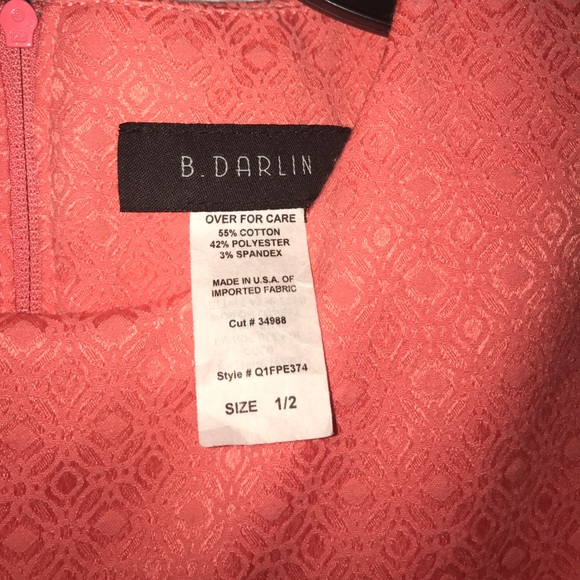 B. DARLIN
OVER FOR CARE
55% COTTON
42% POLYESTER
3% SPANDEX
MADE IN U.S.A. OF
IMPORTED FABRIC
Cut # 34988
Style # Q1FPE374
SIZE 1/2